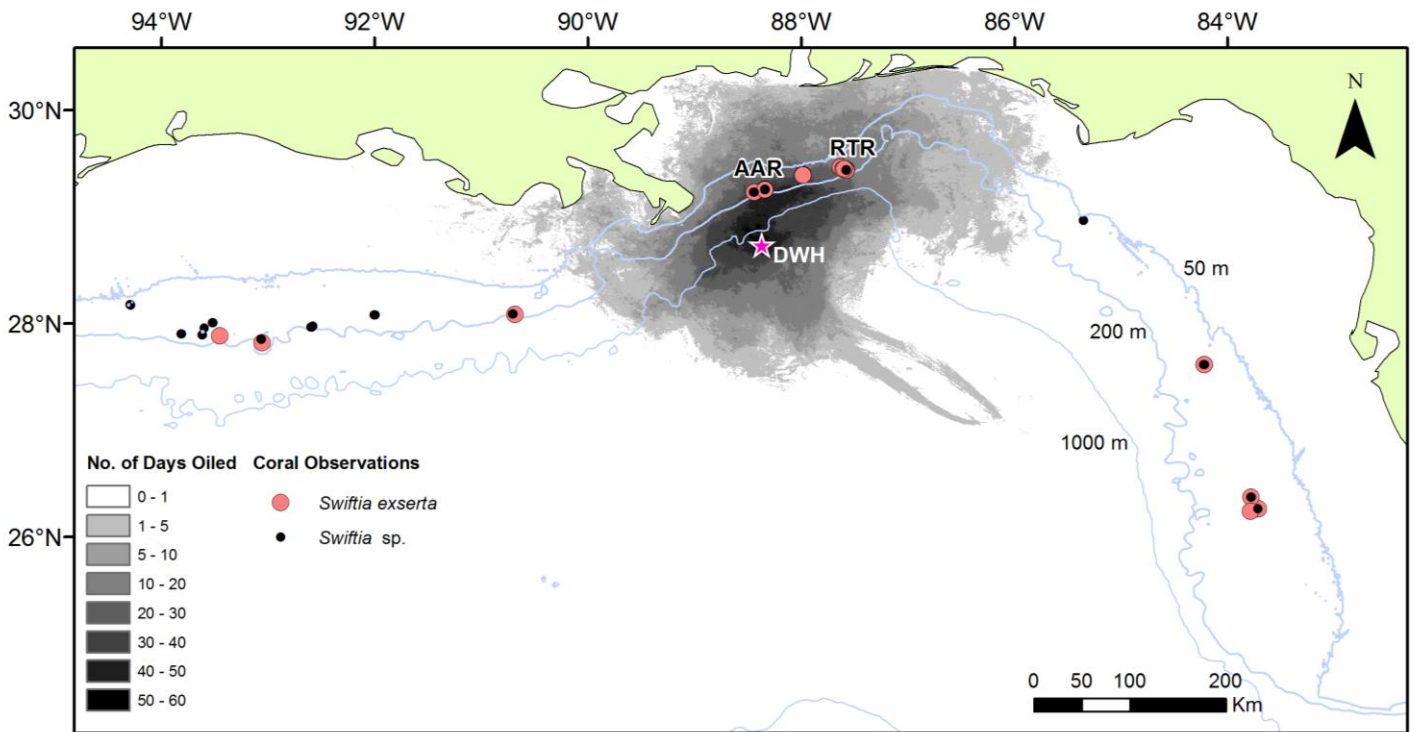 94°W 92°W 90°W 88°W 86°W 84°W
N
30°N
RTR
AAR
DWH
50 m
28°N
200 m
1000 m
No. of Days Oiled Coral Observations
0 - 1
Swiftia exserta
1 - 5
5 - 10
Swiftia sp.
26°N
10 - 20
20 - 30
30 - 40
40 - 50
50 - 60
0 50 100 200
Km